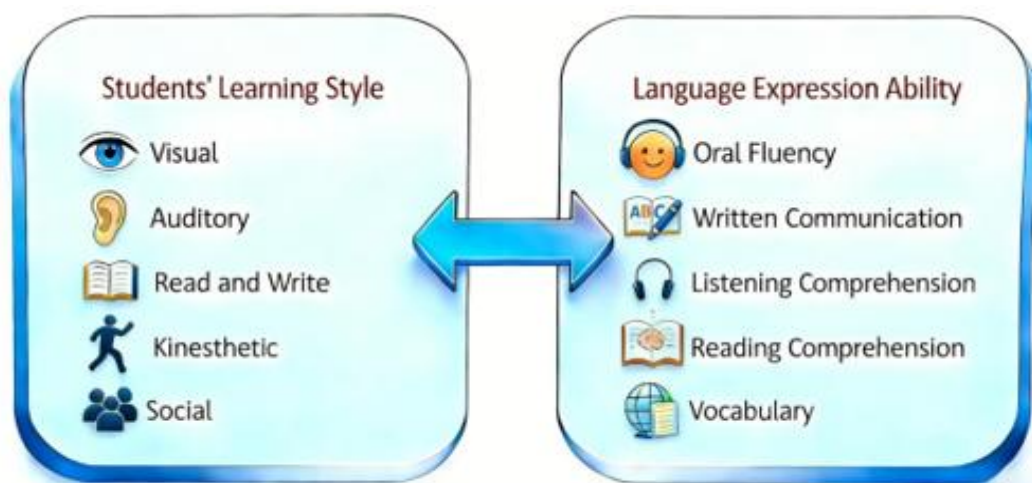 Students' Learning Style
Visual
Auditory
Read and Write
Kinesthetic
Social
Language Expression Ability
Oral Fluency
ABC
Written Communication
Listening Comprehension
Reading Comprehension
Vocabulary